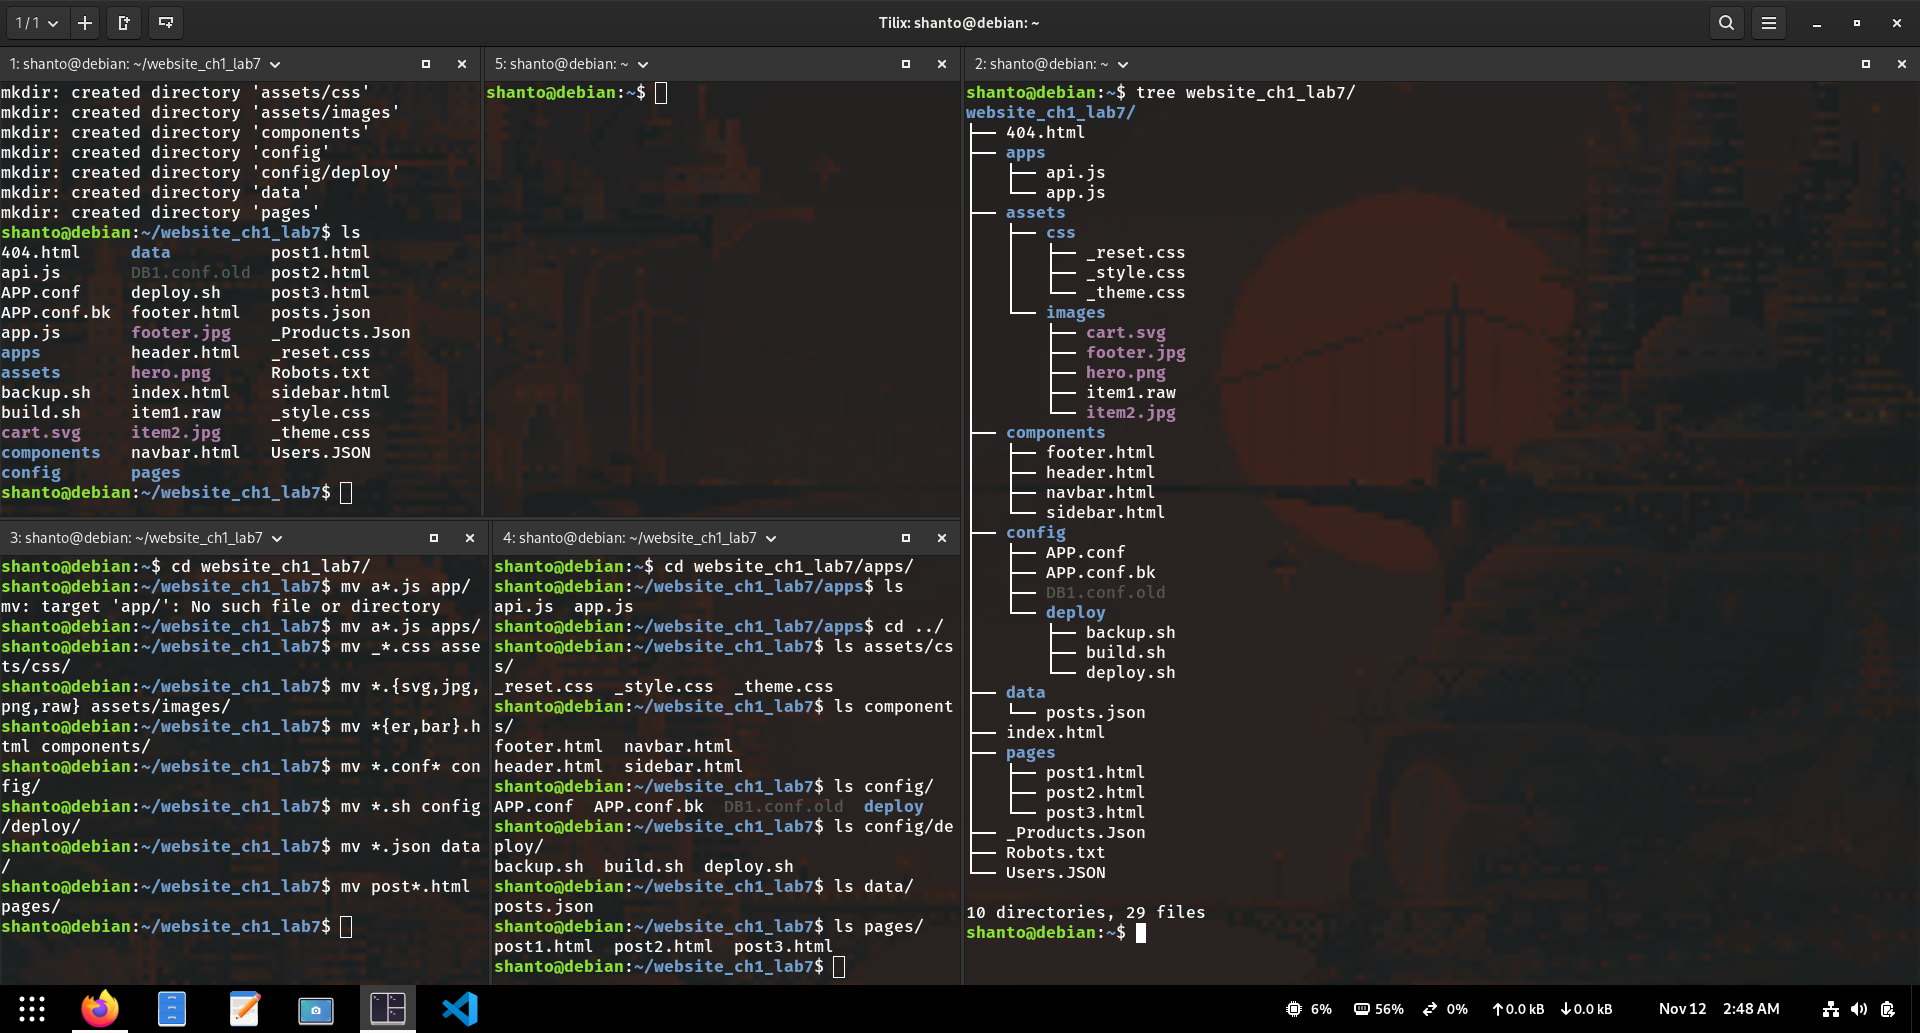 1 / 1
Tilix: shanto@debian: ~
1: shanto@debian: ~/website_ch1_lab7
mkdir: created directory 'assets/css'
mkdir: created directory 'assets/images'
mkdir: created directory 'components'
mkdir: created directory 'config'
mkdir: created directory 'config/deploy'
mkdir: created directory 'data'
mkdir: created directory 'pages'
shanto@debian:~/website_ch1_lab7$ ls
404.html data post1.html
api.js DB1.conf.old post2.html
APP.conf deploy.sh post3.html
APP.conf.bk footer.html posts.json
app.js footer.jpg _Products.Json
apps header.html _reset.css
assets hero.png Robots.txt
backup.sh index.html sidebar.html
build.sh item1.raw _style.css
cart.svg item2.jpg _theme.css
components navbar.html Users.JSON
config pages
shanto@debian:~/website_ch1_lab7$
5: shanto@debian: ~
shanto@debian:~$
2: shanto@debian: ~
shanto@debian:~$ tree website_ch1_lab7/
website_ch1_lab7/
├── 404.html
├── apps
│   ├── api.js
│   └── app.js
├── assets
│   ├── css
│   │   ├── _reset.css
│   │   ├── _style.css
│   │   └── _theme.css
│   └── images
│       ├── cart.svg
│       ├── footer.jpg
│       ├── hero.png
│       ├── item1.raw
│       └── item2.jpg
├── components
│   ├── footer.html
│   ├── header.html
│   ├── navbar.html
│   └── sidebar.html
├── config
│   ├── APP.conf
│   ├── APP.conf.bk
│   ├── DB1.conf.old
│   └── deploy
│       ├── backup.sh
│       ├── build.sh
│       └── deploy.sh
├── data
│   └── posts.json
├── index.html
├── pages
│   ├── post1.html
│   ├── post2.html
│   └── post3.html
├── _Products.Json
├── Robots.txt
└── Users.JSON
10 directories, 29 files
shanto@debian:~$
3: shanto@debian: ~/website_ch1_lab7
shanto@debian:~$ cd website_ch1_lab7/
shanto@debian:~/website_ch1_lab7$ mv a*.js app/
mv: target 'app/': No such file or directory
shanto@debian:~/website_ch1_lab7$ mv a*.js apps/
shanto@debian:~/website_ch1_lab7$ mv _*.css asse
ts/css/
shanto@debian:~/website_ch1_lab7$ mv *.{svg,jpg,
png,raw} assets/images/
shanto@debian:~/website_ch1_lab7$ mv *{er,bar}.h
tml components/
shanto@debian:~/website_ch1_lab7$ mv *.conf* con
fig/
shanto@debian:~/website_ch1_lab7$ mv *.sh config
/deploy/
shanto@debian:~/website_ch1_lab7$ mv *.json data
/
shanto@debian:~/website_ch1_lab7$ mv post*.html
pages/
shanto@debian:~/website_ch1_lab7$
4: shanto@debian: ~/website_ch1_lab7
shanto@debian:~$ cd website_ch1_lab7/apps/
shanto@debian:~/website_ch1_lab7/apps$ ls
api.js app.js
shanto@debian:~/website_ch1_lab7/apps$ cd ../
shanto@debian:~/website_ch1_lab7$ ls assets/cs
s/
_reset.css _style.css _theme.css
shanto@debian:~/website_ch1_lab7$ ls component
s/
footer.html navbar.html
header.html sidebar.html
shanto@debian:~/website_ch1_lab7$ ls config/
APP.conf APP.conf.bk DB1.conf.old deploy
shanto@debian:~/website_ch1_lab7$ ls config/de
ploy/
backup.sh build.sh deploy.sh
shanto@debian:~/website_ch1_lab7$ ls data/
posts.json
shanto@debian:~/website_ch1_lab7$ ls pages/
post1.html post2.html post3.html
shanto@debian:~/website_ch1_lab7$
6% 56% 0% ↑0.0 kB ↓0.0 kB Nov 12 2:48 AM